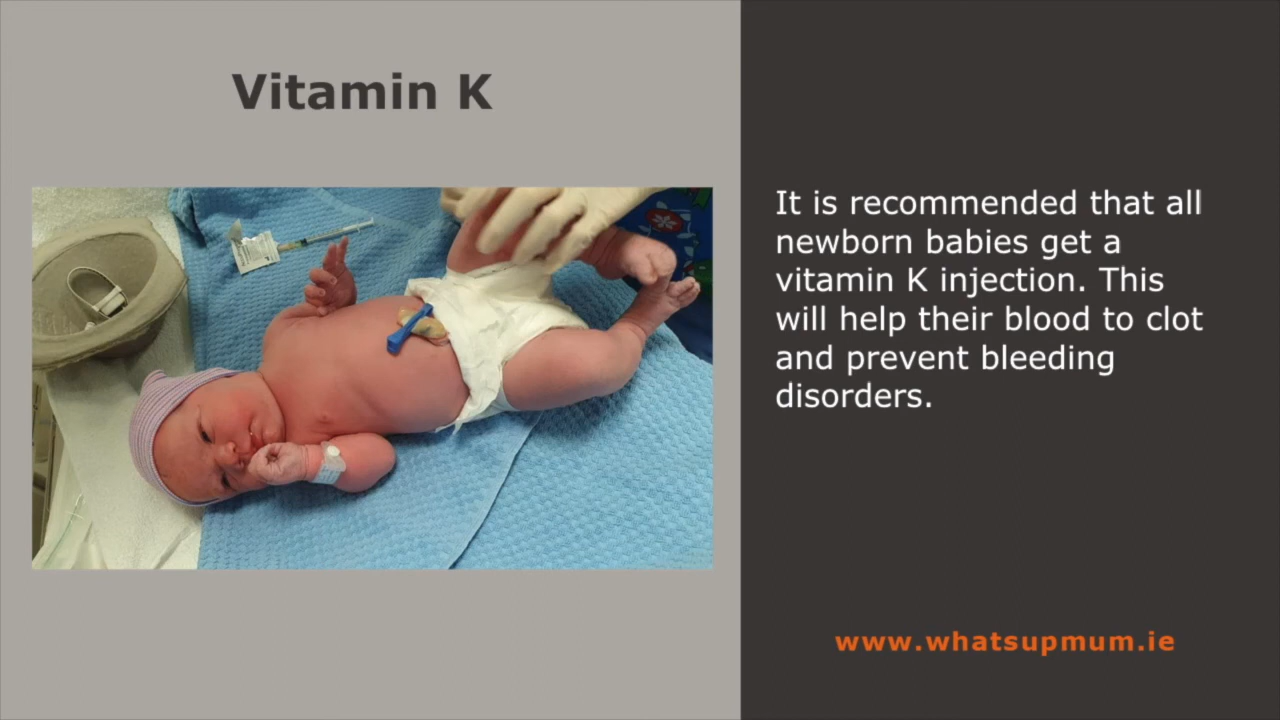 Vitamin K
It is recommended that all
newborn babies get a
vitamin K injection. This
will help their blood to clot
and prevent bleeding
disorders.
www.whatsupmum.ie